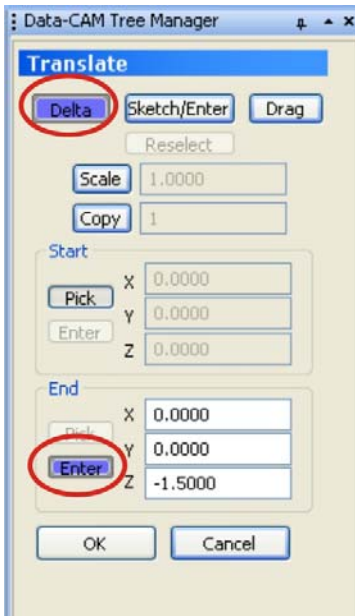 Data-CAM Tree Manager
Translate
Delta Sketch/Enter Drag
Reselect
Scale 1.0000
Copy 1
Start
X 0.0000
Pick
Y 0.0000
Enter
Z 0.0000
End
X 0.0000
Pick
Y 0.0000
Enter
Z -1.5000
OK Cancel